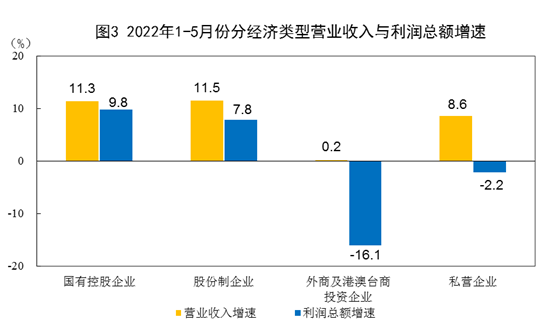 图3 2022年1-5月份分经济类型营业收入与利润总额增速
(%)
20
10
0
-10
-20
11.3
9.8
11.5
7.8
0.2
-16.1
8.6
-2.2
国有控股企业
股份制企业
外商及港澳台商
投资企业
私营企业
营业收入增速
利润总额增速